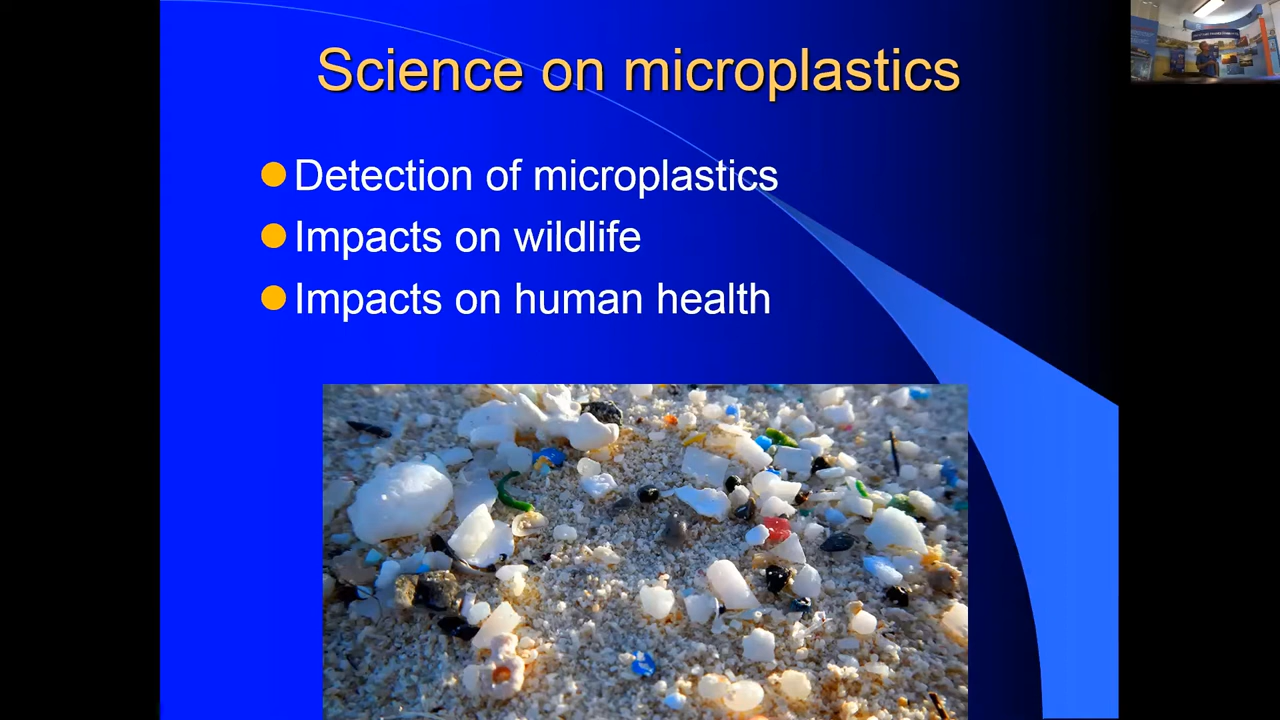 Science on microplastics
Detection of microplastics
Impacts on wildlife
Impacts on human health